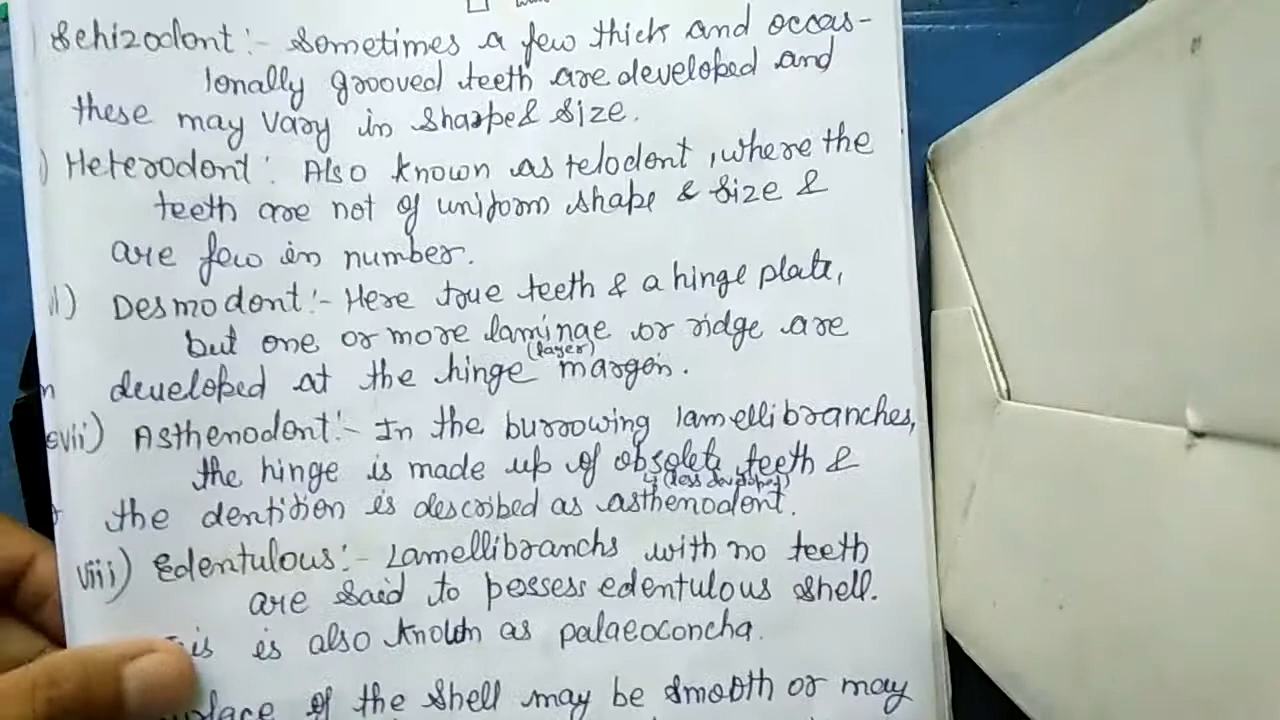 Schizodont:- Sometimes a few thick and occas-
ionally grooved teeth are developed and
these may vary in shape & size.
) Heterodont: Also known as telodont, where the
teeth are not of uniform shape & size &
are few in number.
i) Desmodont:- Here true teeth & a hinge plate,
but one or more laminae or ridge are
(layer)
developed at the hinge margin.
vii) Asthenodont:- In the burrowing lamellibranches,
the hinge is made up of obsolete teeth &
(less developed)
the dentition is described as asthenodont.
viii) Edentulous:- Lamellibranchs with no teeth
are said to possess edentulous shell.
is is also known as palaeoconcha.
of the shell may be smooth or may